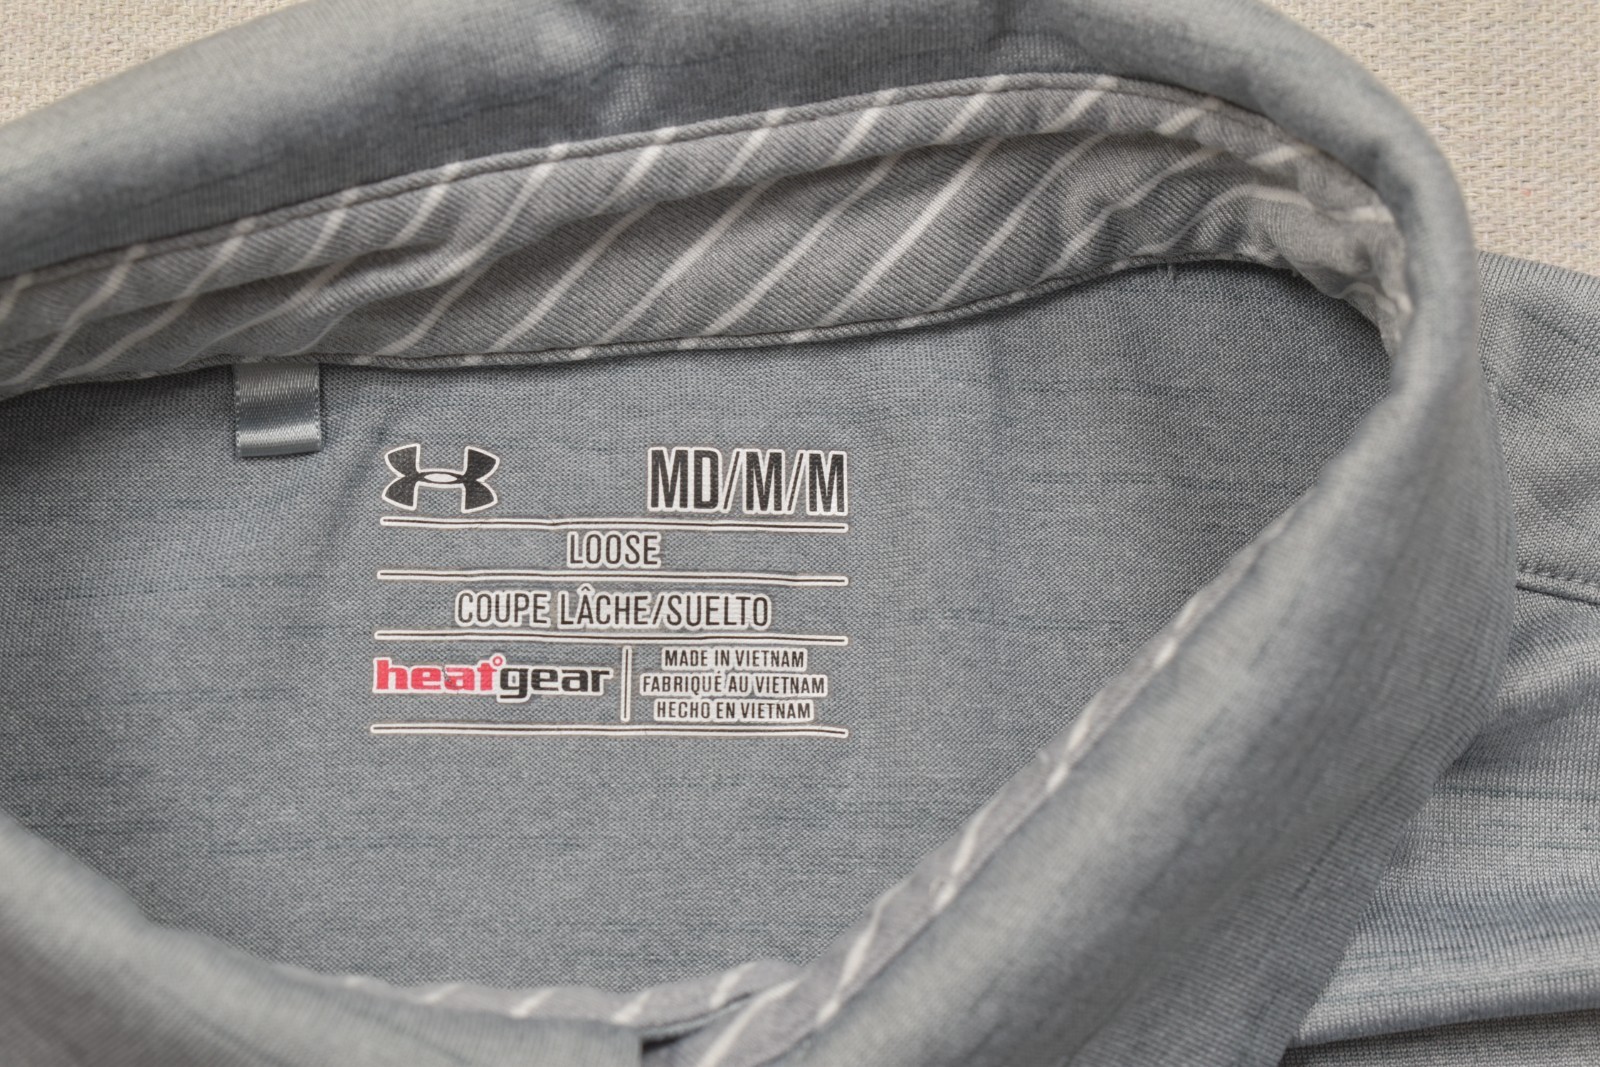 MD/M/M
LOOSE
COUPE LÂCHE/SUELTO
heatgear
MADE IN VIETNAM
FABRIQUÉ AU VIETNAM
HECHO EN VIETNAM